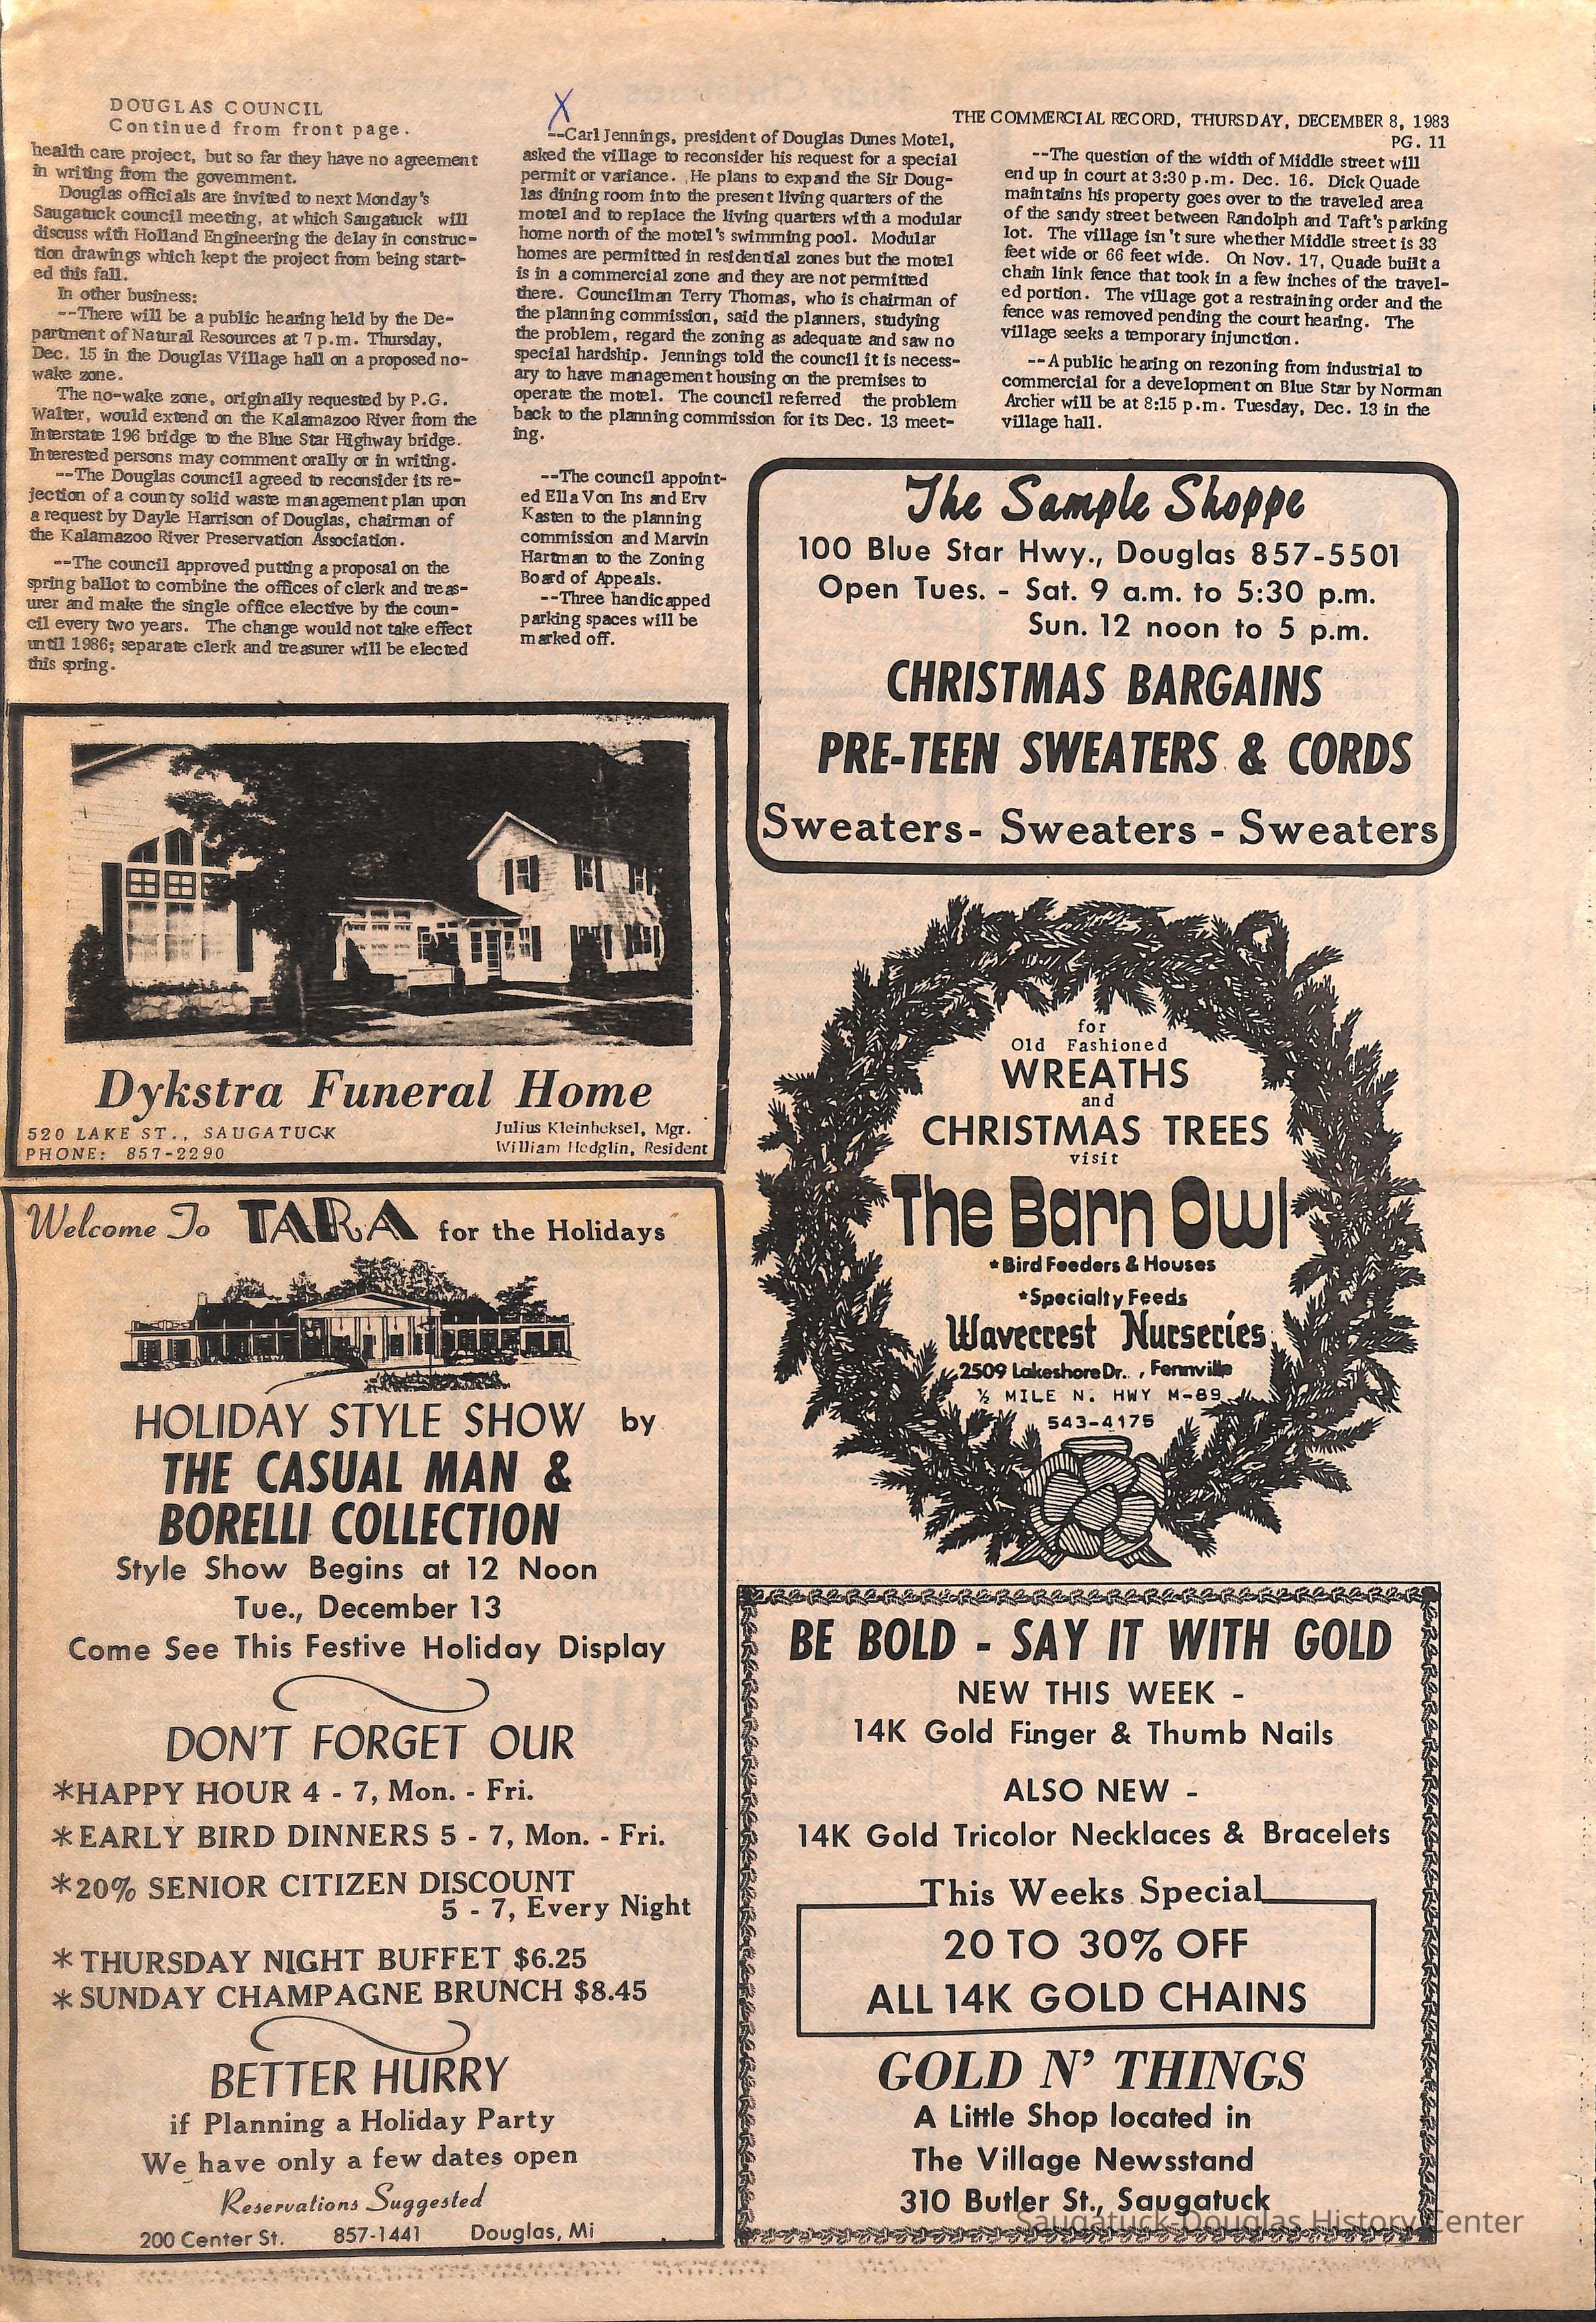 DOUGLAS COUNCIL
Continued from front page.
health care project, but so far they have no agreement
in writing from the government.
Douglas officials are invited to next Monday's
Saugatuck council meeting, at which Saugatuck will
discuss with Holland Engineering the delay in construc-
tion drawings which kept the project from being start-
ed this fall.
In other business:
--There will be a public hearing held by the De-
partment of Natural Resources at 7 p.m. Thursday,
Dec. 15 in the Douglas Village hall on a proposed no-
wake zone.
The no-wake zone, originally requested by P.G.
Walter, would extend on the Kalamazoo River from the
Interstate 196 bridge to the Blue Star Highway bridge.
Interested persons may comment orally or in writing.
--The Douglas council agreed to reconsider its re-
jection of a county solid waste management plan upon
a request by Dayle Harrison of Douglas, chairman of
the Kalamazoo River Preservation Association.
--The council approved putting a proposal on the
spring ballot to combine the offices of clerk and treas-
urer and make the single office elective by the coun-
cil every two years. The change would not take effect
until 1986; separate clerk and treasurer will be elected
this spring.
X
--Carl Jennings, president of Douglas Dunes Motel,
asked the village to reconsider his request for a special
permit or variance. He plans to expand the Sir Doug-
las dining room into the present living quarters of the
motel and to replace the living quarters with a modular
home north of the motel's swimming pool. Modular
homes are permitted in residential zones but the motel
is in a commercial zone and they are not permitted
there. Councilman Terry Thomas, who is chairman of
the planning commission, said the planners, studying
the problem, regard the zoning as adequate and saw no
special hardship. Jennings told the council it is necess-
ary to have management housing on the premises to
operate the motel. The council referred the problem
back to the planning commission for its Dec. 13 meet-
ing.
--The council appoint-
ed Ella Von Ins and Erv
Kasten to the planning
commission and Marvin
Hartman to the Zoning
Board of Appeals.
--Three handicapped
parking spaces will be
marked off.
THE COMMERCIAL RECORD, THURSDAY, DECEMBER 8, 1983
PG. 11
--The question of the width of Middle street will
end up in court at 3:30 p.m. Dec. 16. Dick Quade
maintains his property goes over to the traveled area
of the sandy street between Randolph and Taft's parking
lot. The village isn't sure whether Middle street is 33
feet wide or 66 feet wide. On Nov. 17, Quade built a
chain link fence that took in a few inches of the travel-
ed portion. The village got a restraining order and the
fence was removed pending the court hearing. The
village seeks a temporary injunction.
--A public hearing on rezoning from industrial to
commercial for a development on Blue Star by Norman
Archer will be at 8:15 p.m. Tuesday, Dec. 13 in the
village hall.
The Sample Shoppe
100 Blue Star Hwy., Douglas 857-5501
Open Tues. - Sat. 9 a.m. to 5:30 p.m.
Sun. 12 noon to 5 p.m.
CHRISTMAS BARGAINS
PRE-TEEN SWEATERS & CORDS
Sweaters- Sweaters - Sweaters
Dykstra Funeral Home
520 LAKE ST., SAUGATUCK
PHONE: 857-2290
Julius Kleinheksel, Mgr.
William Hedglin, Resident
for
Old Fashioned
WREATHS
and
CHRISTMAS TREES
visit
The Barn Owl
*Bird Feeders & Houses
*Specialty Feeds
Wavecrest Nurseries
2509 Lakeshore Dr. , Fennville
½ MILE N. HWY M-89
543-4175
Welcome To TARA for the Holidays
HOLIDAY STYLE SHOW by
THE CASUAL MAN &
BORELLI COLLECTION
Style Show Begins at 12 Noon
Tue., December 13
Come See This Festive Holiday Display
DON'T FORGET OUR
*HAPPY HOUR 4 - 7, Mon. - Fri.
*EARLY BIRD DINNERS 5 - 7, Mon. - Fri.
*20% SENIOR CITIZEN DISCOUNT
5 - 7, Every Night
*THURSDAY NIGHT BUFFET $6.25
*SUNDAY CHAMPAGNE BRUNCH $8.45
BETTER HURRY
if Planning a Holiday Party
We have only a few dates open
Reservations Suggested
200 Center St. 857-1441 Douglas, Mi
BE BOLD - SAY IT WITH GOLD
NEW THIS WEEK -
14K Gold Finger & Thumb Nails
ALSO NEW -
14K Gold Tricolor Necklaces & Bracelets
This Weeks Special
20 TO 30% OFF
ALL 14K GOLD CHAINS
GOLD N' THINGS
A Little Shop located in
The Village Newsstand
310 Butler St., Saugatuck
Saugatuck-Douglas History Center